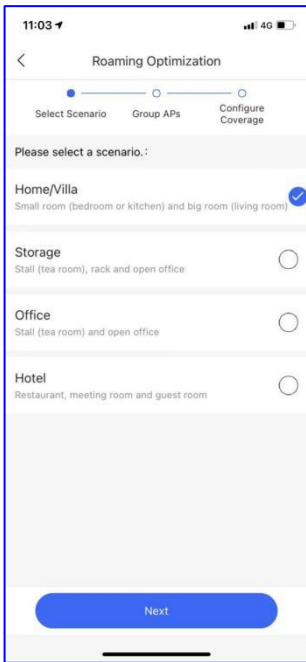 11:03
4G
Roaming Optimization
Select Scenario
Group APs
Configure
Coverage
Please select a scenario.:
Home/Villa
Small room (bedroom or kitchen) and big room (living room)
Storage
Stall (tea room), rack and open office
Office
Stall (tea room) and open office
Hotel
Restaurant, meeting room and guest room
Next